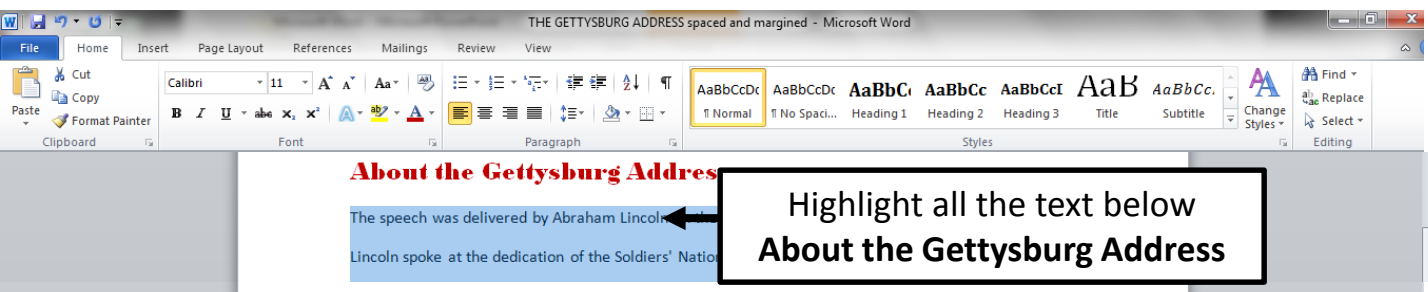 THE GETTYSBURG ADDRESS spaced and margined - Microsoft Word
File Home Insert Page Layout References Mailings Review View
Paste
Cut
Copy
Format Painter
Clipboard
Calibri 11
Font
Paragraph
AaBbCcDc AaBbCcDc AaBbC AaBbCc AaBbCcI AaB AaBbCc.
¶ Normal ¶ No Spaci... Heading 1 Heading 2 Heading 3 Title Subtitle
Change
Styles
Styles
Find
Replace
Select
Editing
About the Gettysburg Addres
The speech was delivered by Abraham Lincoln
Lincoln spoke at the dedication of the Soldiers' Nation
Highlight all the text below
About the Gettysburg Address